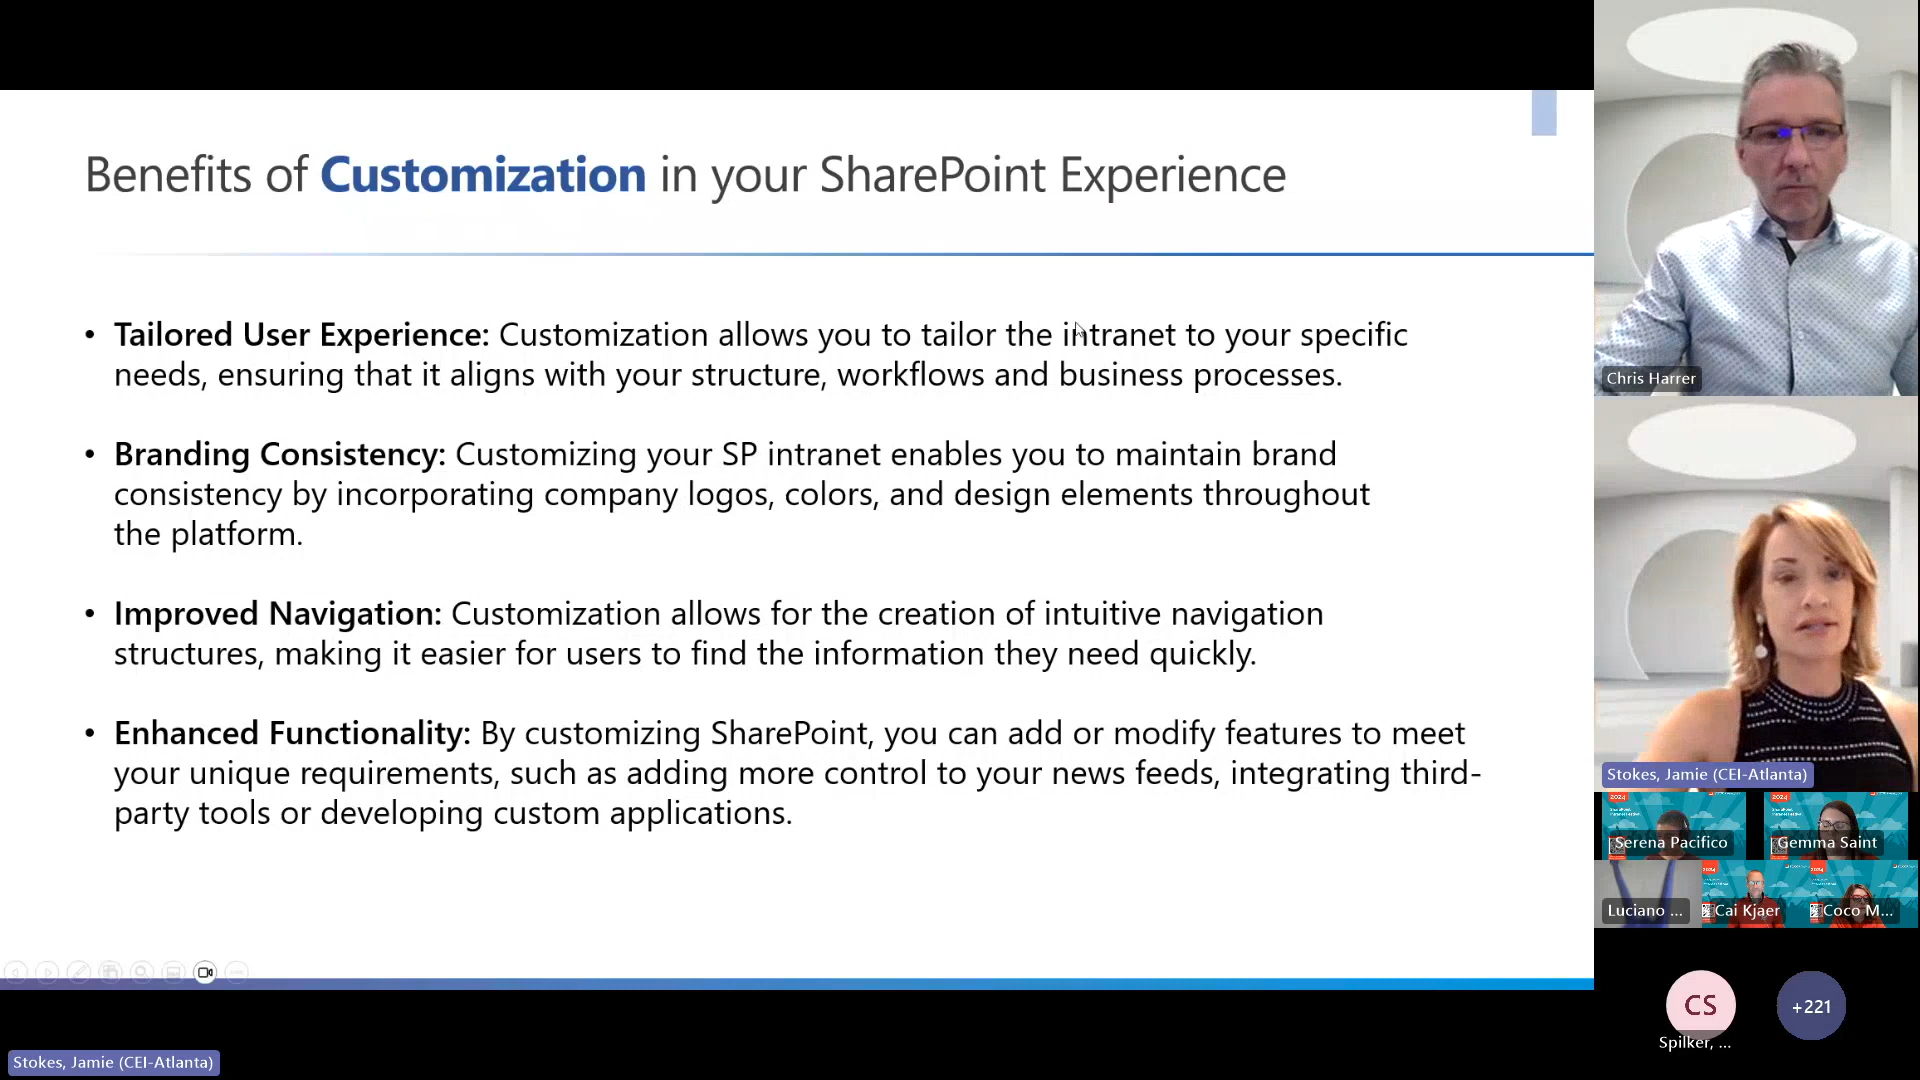 Benefits of Customization in your SharePoint Experience
• Tailored User Experience: Customization allows you to tailor the intranet to your specific
needs, ensuring that it aligns with your structure, workflows and business processes.
• Branding Consistency: Customizing your SP intranet enables you to maintain brand
consistency by incorporating company logos, colors, and design elements throughout
the platform.
• Improved Navigation: Customization allows for the creation of intuitive navigation
structures, making it easier for users to find the information they need quickly.
• Enhanced Functionality: By customizing SharePoint, you can add or modify features to meet
your unique requirements, such as adding more control to your news feeds, integrating third-
party tools or developing custom applications.
Stokes, Jamie (CEI-Atlanta)
Chris Harrer
Stokes, Jamie (CEI-Atlanta)
2024
2024
Serena Pacifico
Gemma Saint
Luciano ...
Cai Kjaer
Coco M...
CS
+221
Spilker, ...